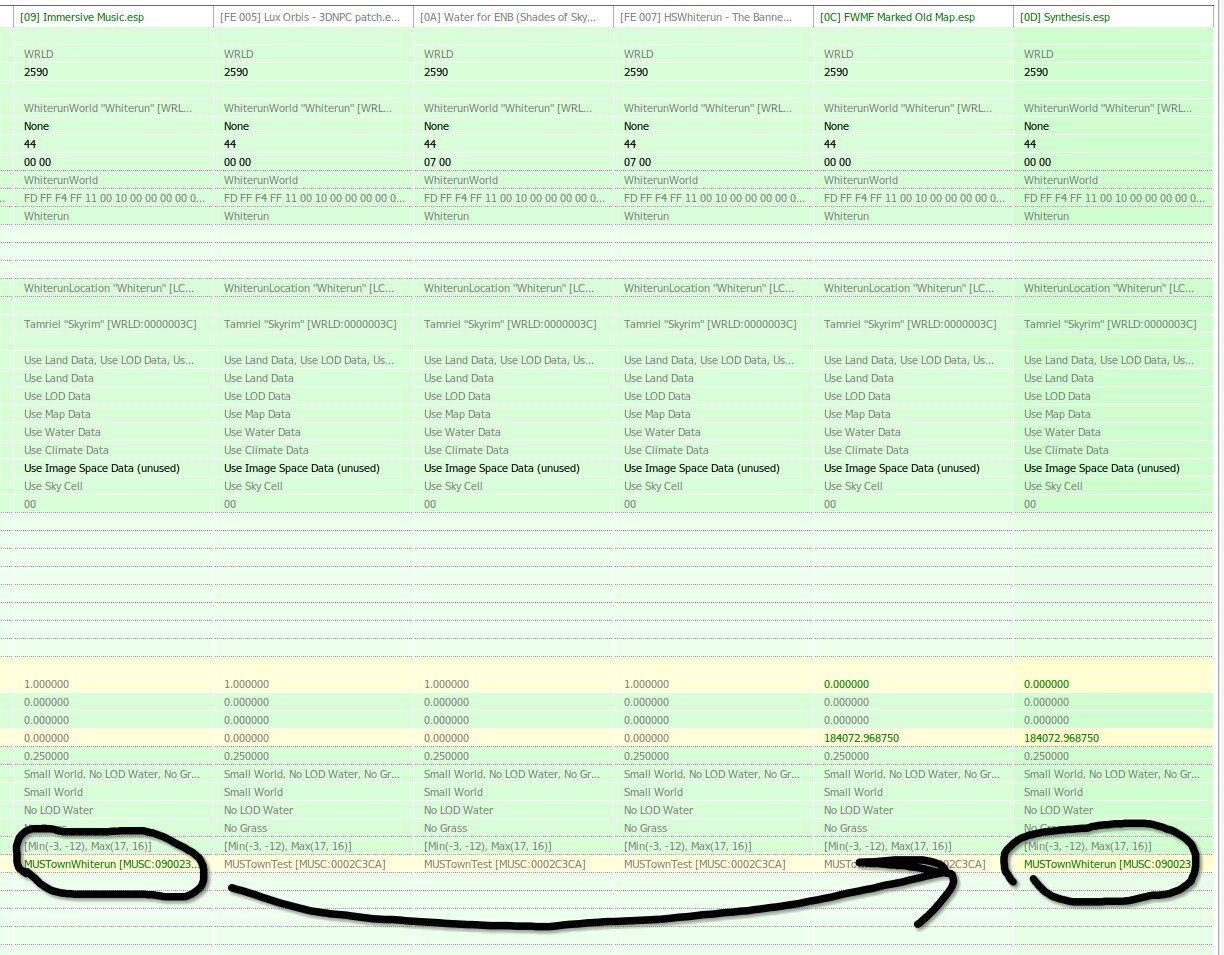 [09] Immersive Music.esp [FE 005] Lux Orbis - 3DNPC patch.e... [0A] Water for ENB (Shades of Sky... [FE 007] HSWhiterun - The Banne... [0C] FWMF Marked Old Map.esp [0D] Synthesis.esp
WRLD WRLD WRLD WRLD WRLD WRLD
2590 2590 2590 2590 2590 2590
WhiterunWorld "Whiterun" [WRL... WhiterunWorld "Whiterun" [WRL... WhiterunWorld "Whiterun" [WRL... WhiterunWorld "Whiterun" [WRL... WhiterunWorld "Whiterun" [WRL... WhiterunWorld "Whiterun" [WRL...
None None None None None None
44 44 44 44 44 44
00 00 00 00 07 00 07 00 00 00 00 00
WhiterunWorld WhiterunWorld WhiterunWorld WhiterunWorld WhiterunWorld WhiterunWorld
FD FF F4 FF 11 00 10 00 00 00 00 0... FD FF F4 FF 11 00 10 00 00 00 00 0... FD FF F4 FF 11 00 10 00 00 00 00 0... FD FF F4 FF 11 00 10 00 00 00 00 0... FD FF F4 FF 11 00 10 00 00 00 00 0... FD FF F4 FF 11 00 10 00 00 00 00 0...
Whiterun Whiterun Whiterun Whiterun Whiterun Whiterun
WhiterunLocation "Whiterun" [LC... WhiterunLocation "Whiterun" [LC... WhiterunLocation "Whiterun" [LC... WhiterunLocation "Whiterun" [LC... WhiterunLocation "Whiterun" [LC... WhiterunLocation "Whiterun" [LC...
Tamriel "Skyrim" [WRLD:0000003C] Tamriel "Skyrim" [WRLD:0000003C] Tamriel "Skyrim" [WRLD:0000003C] Tamriel "Skyrim" [WRLD:0000003C] Tamriel "Skyrim" [WRLD:0000003C] Tamriel "Skyrim" [WRLD:0000003C]
Use Land Data, Use LOD Data, Us... Use Land Data, Use LOD Data, Us... Use Land Data, Use LOD Data, Us... Use Land Data, Use LOD Data, Us... Use Land Data, Use LOD Data, Us... Use Land Data, Use LOD Data, Us...
Use Land Data Use Land Data Use Land Data Use Land Data Use Land Data Use Land Data
Use LOD Data Use LOD Data Use LOD Data Use LOD Data Use LOD Data Use LOD Data
Use Map Data Use Map Data Use Map Data Use Map Data Use Map Data Use Map Data
Use Water Data Use Water Data Use Water Data Use Water Data Use Water Data Use Water Data
Use Climate Data Use Climate Data Use Climate Data Use Climate Data Use Climate Data Use Climate Data
Use Image Space Data (unused) Use Image Space Data (unused) Use Image Space Data (unused) Use Image Space Data (unused) Use Image Space Data (unused) Use Image Space Data (unused)
Use Sky Cell Use Sky Cell Use Sky Cell Use Sky Cell Use Sky Cell Use Sky Cell
00 00 00 00 00 00
1.000000 1.000000 1.000000 1.000000 0.000000 0.000000
0.000000 0.000000 0.000000 0.000000 0.000000 0.000000
0.000000 0.000000 0.000000 0.000000 0.000000 0.000000
0.000000 0.000000 0.000000 0.000000 184072.968750 184072.968750
0.250000 0.250000 0.250000 0.250000 0.250000 0.250000
Small World, No LOD Water, No Gr... Small World, No LOD Water, No Gr... Small World, No LOD Water, No Gr... Small World, No LOD Water, No Gr... Small World, No LOD Water, No Gr... Small World, No LOD Water, No Gr...
Small World Small World Small World Small World Small World Small World
No LOD Water No LOD Water No LOD Water No LOD Water No LOD Water No LOD Water
No Grass No Grass No Grass No Grass No Grass No Grass
[Min(-3, -12), Max(17, 16)] [Min(-3, -12), Max(17, 16)] [Min(-3, -12), Max(17, 16)] [Min(-3, -12), Max(17, 16)] [Min(-3, -12), Max(17, 16)] [Min(-3, -12), Max(17, 16)]
MUSTownWhiterun [MUSC:090023... MUSTownTest [MUSC:0002C3CA] MUSTownTest [MUSC:0002C3CA] MUSTownTest [MUSC:0002C3CA] 2C3CA] MUSTownWhiterun [MUSC:090023